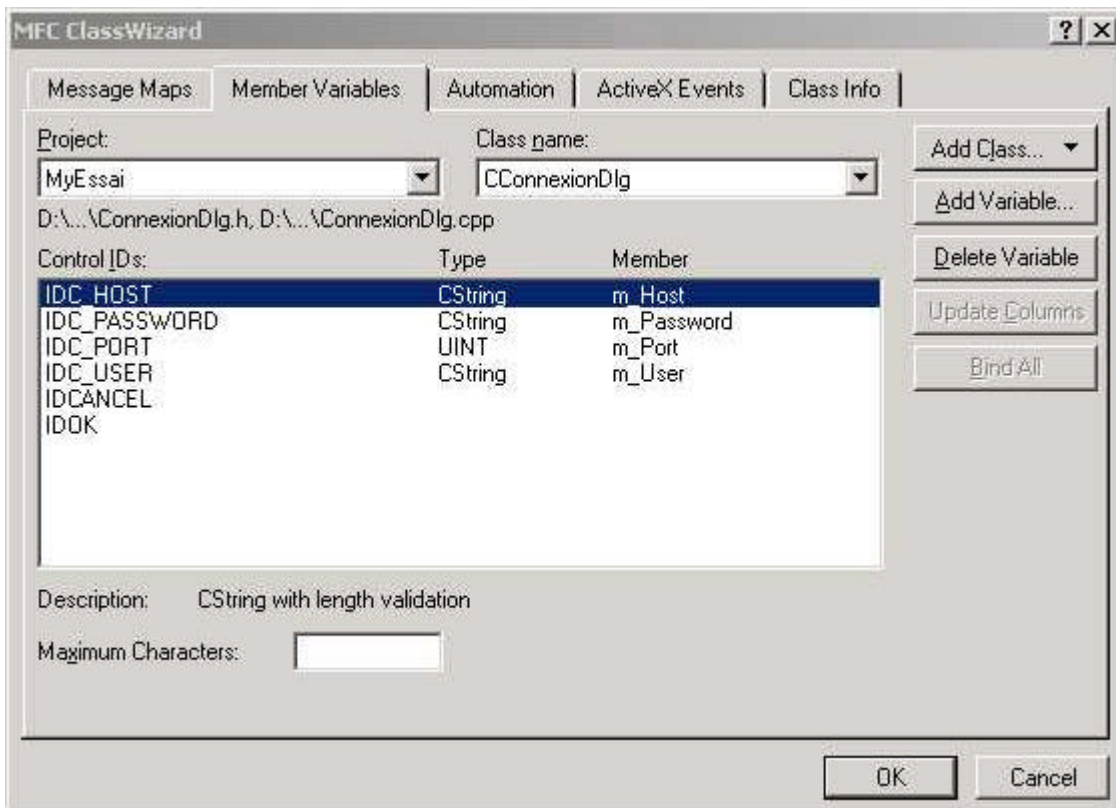 MFC ClassWizard
Message Maps Member Variables Automation ActiveX Events Class Info
Project: Class name:
MyEssai CConnexionDlg
D:\...\ConnexionDlg.h, D:\...\ConnexionDlg.cpp
Control IDs: Type Member
IDC_HOST CString m_Host
IDC_PASSWORD CString m_Password
IDC_PORT UINT m_Port
IDC_USER CString m_User
IDCANCEL
IDOK
Add Class...
Add Variable...
Delete Variable
Update Columns
Bind All
Description: CString with length validation
Maximum Characters:
OK Cancel